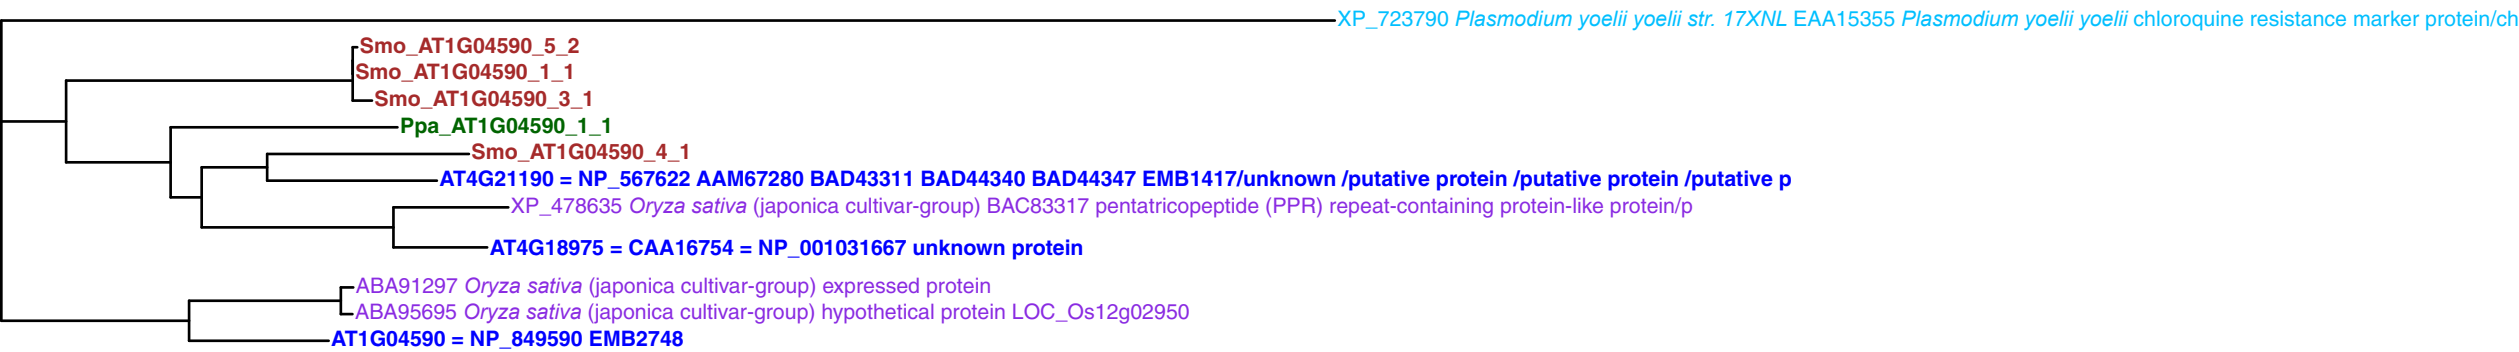 XP_723790 Plasmodium yoelii yoelii str. 17XNL EAA15355 Plasmodium yoelii yoelii chloroquine resistance marker protein/ch
Smo_AT1G04590_5_2
Smo_AT1G04590_1_1
Smo_AT1G04590_3_1
Ppa_AT1G04590_1_1
Smo_AT1G04590_4_1
AT4G21190 = NP_567622 AAM67280 BAD43311 BAD44340 BAD44347 EMB1417/unknown /putative protein /putative protein /putative p
XP_478635 Oryza sativa (japonica cultivar-group) BAC83317 pentatricopeptide (PPR) repeat-containing protein-like protein/p
AT4G18975 = CAA16754 = NP_001031667 unknown protein
ABA91297 Oryza sativa (japonica cultivar-group) expressed protein
ABA95695 Oryza sativa (japonica cultivar-group) hypothetical protein LOC_Os12g02950
AT1G04590 = NP_849590 EMB2748